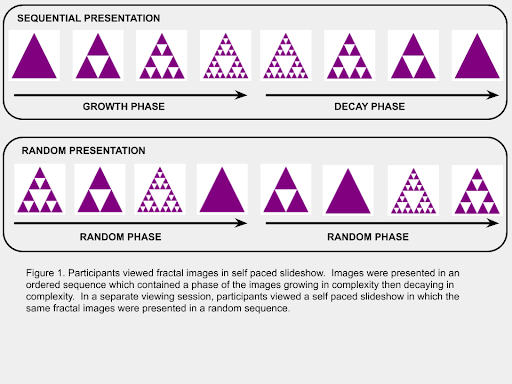 SEQUENTIAL PRESENTATION
GROWTH PHASE
DECAY PHASE
RANDOM PRESENTATION
RANDOM PHASE
RANDOM PHASE
Figure 1. Participants viewed fractal images in self paced slideshow. Images were presented in an
ordered sequence which contained a phase of the images growing in complexity then decaying in
complexity. In a separate viewing session, participants viewed a self paced slideshow in which the
same fractal images were presented in a random sequence.